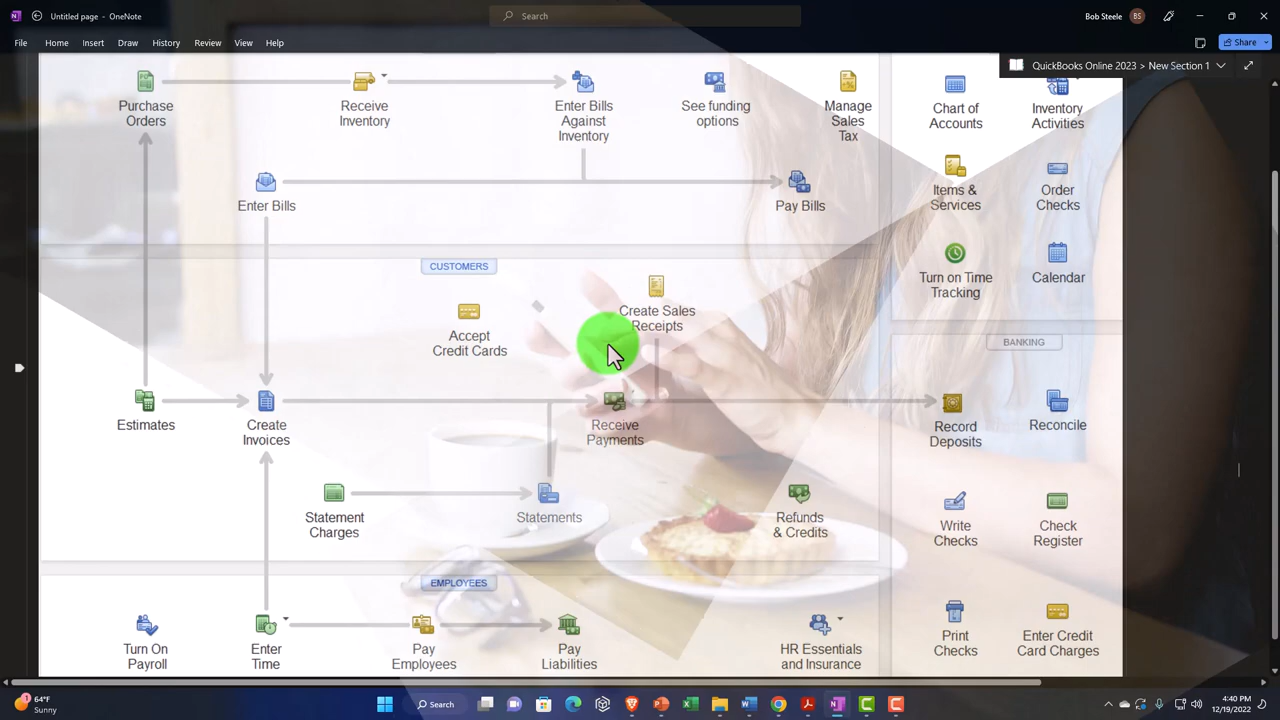 Untitled page - OneNote
Search
Bob Steele
BS
File
Home
Insert
Draw
History
Review
View
Help
Share
QuickBooks Online 2023 > New Section 1
Purchase
Orders
Receive
Inventory
Enter Bills
Against
Inventory
See funding
options
Manage
Sales
Tax
Chart of
Accounts
Inventory
Activities
Enter Bills
Pay Bills
Items &
Services
Order
Checks
Turn on Time
Tracking
Calendar
CUSTOMERS
Accept
Credit Cards
Create Sales
Receipts
BANKING
Estimates
Create
Invoices
Receive
Payments
Record
Deposits
Reconcile
Statement
Charges
Statements
Refunds
& Credits
Write
Checks
Check
Register
EMPLOYEES
Turn On
Payroll
Enter
Time
Pay
Employees
Pay
Liabilities
HR Essentials
and Insurance
Print
Checks
Enter Credit
Card Charges
64°F
Sunny
Search
4:40 PM
12/19/2022